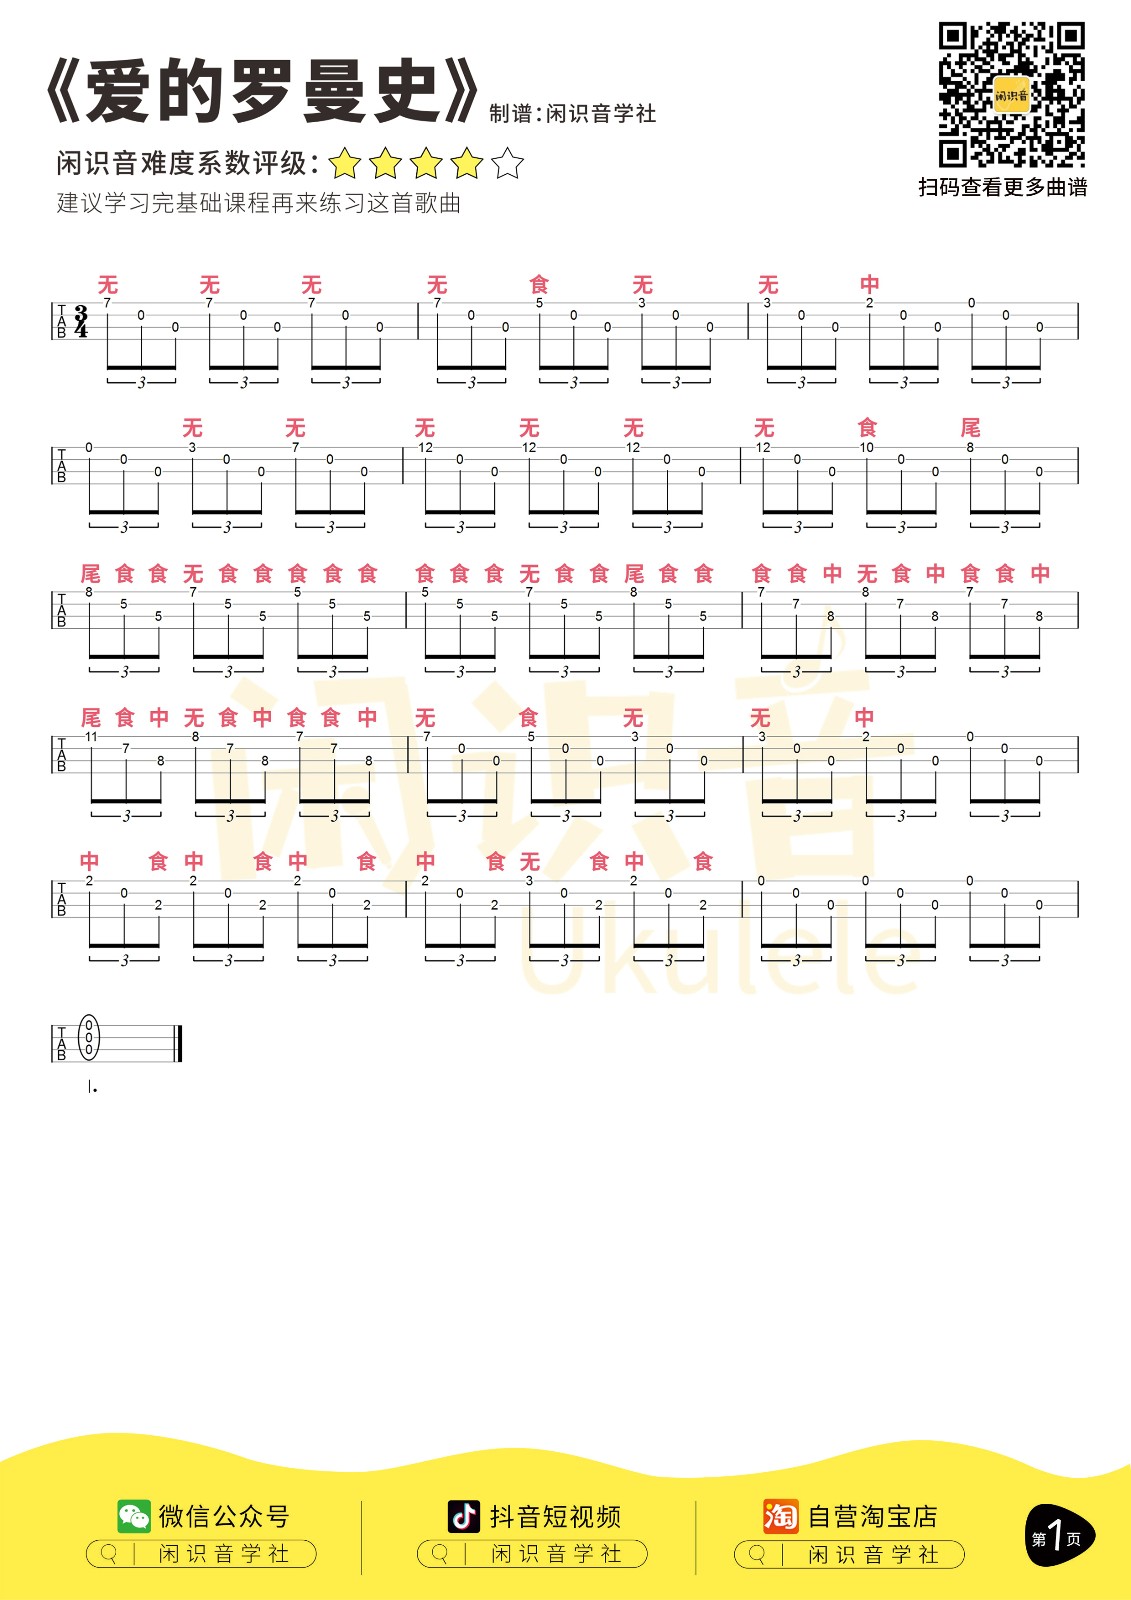 《爱的罗曼史》 制谱:闲识音学社
闲识音
闲识音难度系数评级:
扫码查看更多曲谱
建议学习完基础课程再来练习这首歌曲
无 无 无 无 食 无 无 中
T A B 3 4 7 0 0 7 0 0 7 0 0 7 0 0 5 0 0 3 0 0 3 0 0 2 0 0 0 0 0
3 3 3 3 3 3 3 3 3
无 无 无 无 无 无 食 尾
T A B 0 0 0 3 0 0 7 0 0 12 0 0 12 0 0 12 0 0 12 0 0 10 0 0 8 0 0
3 3 3 3 3 3 3 3 3
尾 食 食 无 食 食 食 食 食 食 食 食 无 食 食 尾 食 食 食 食 中 无 食 中 食 食 中
T A B 8 5 5 7 5 5 5 5 5 5 5 5 7 5 5 8 5 5 7 7 8 8 7 8 7 7 8
3 3 3 3 3 3 3 3 3
尾 食 中 无 食 中 食 食 中 无 食 无 无 中
T A B 11 7 8 8 7 8 7 7 8 7 0 0 5 0 0 3 0 0 3 0 0 2 0 0 0 0 0
3 3 3 3 3 3 3 3 3
中 食 中 食 中 食 中 食 无 食 中 食
T A B 2 0 2 2 0 2 2 0 2 2 0 2 3 0 2 2 0 2 0 0 0 0 0 0 0 0 0
3 3 3 3 3 3 3 3 3
闲识音
Ukulele
T A B 0 0 0
微信公众号 抖音短视频 淘 自营淘宝店
闲识音学社 闲识音学社 闲识音学社
第1页